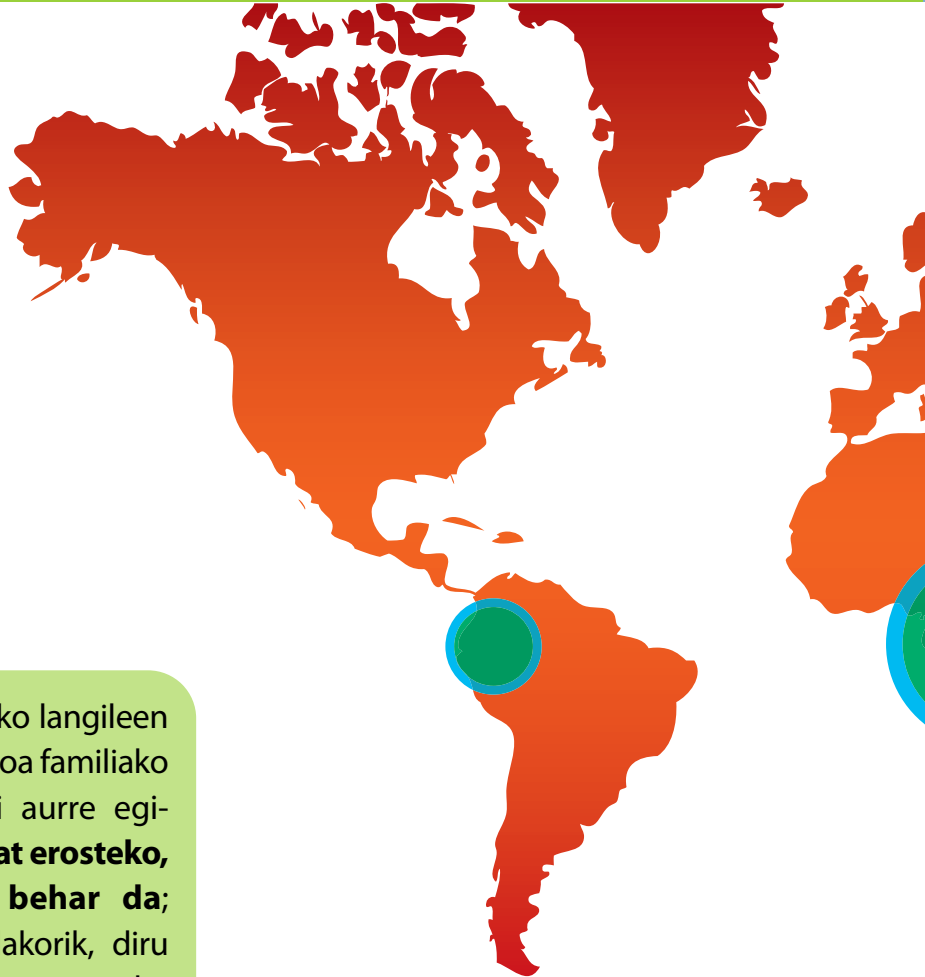 ko langileen
oa familiako
i aurre egi-
at erosteko,
behar da;
akorik, diru